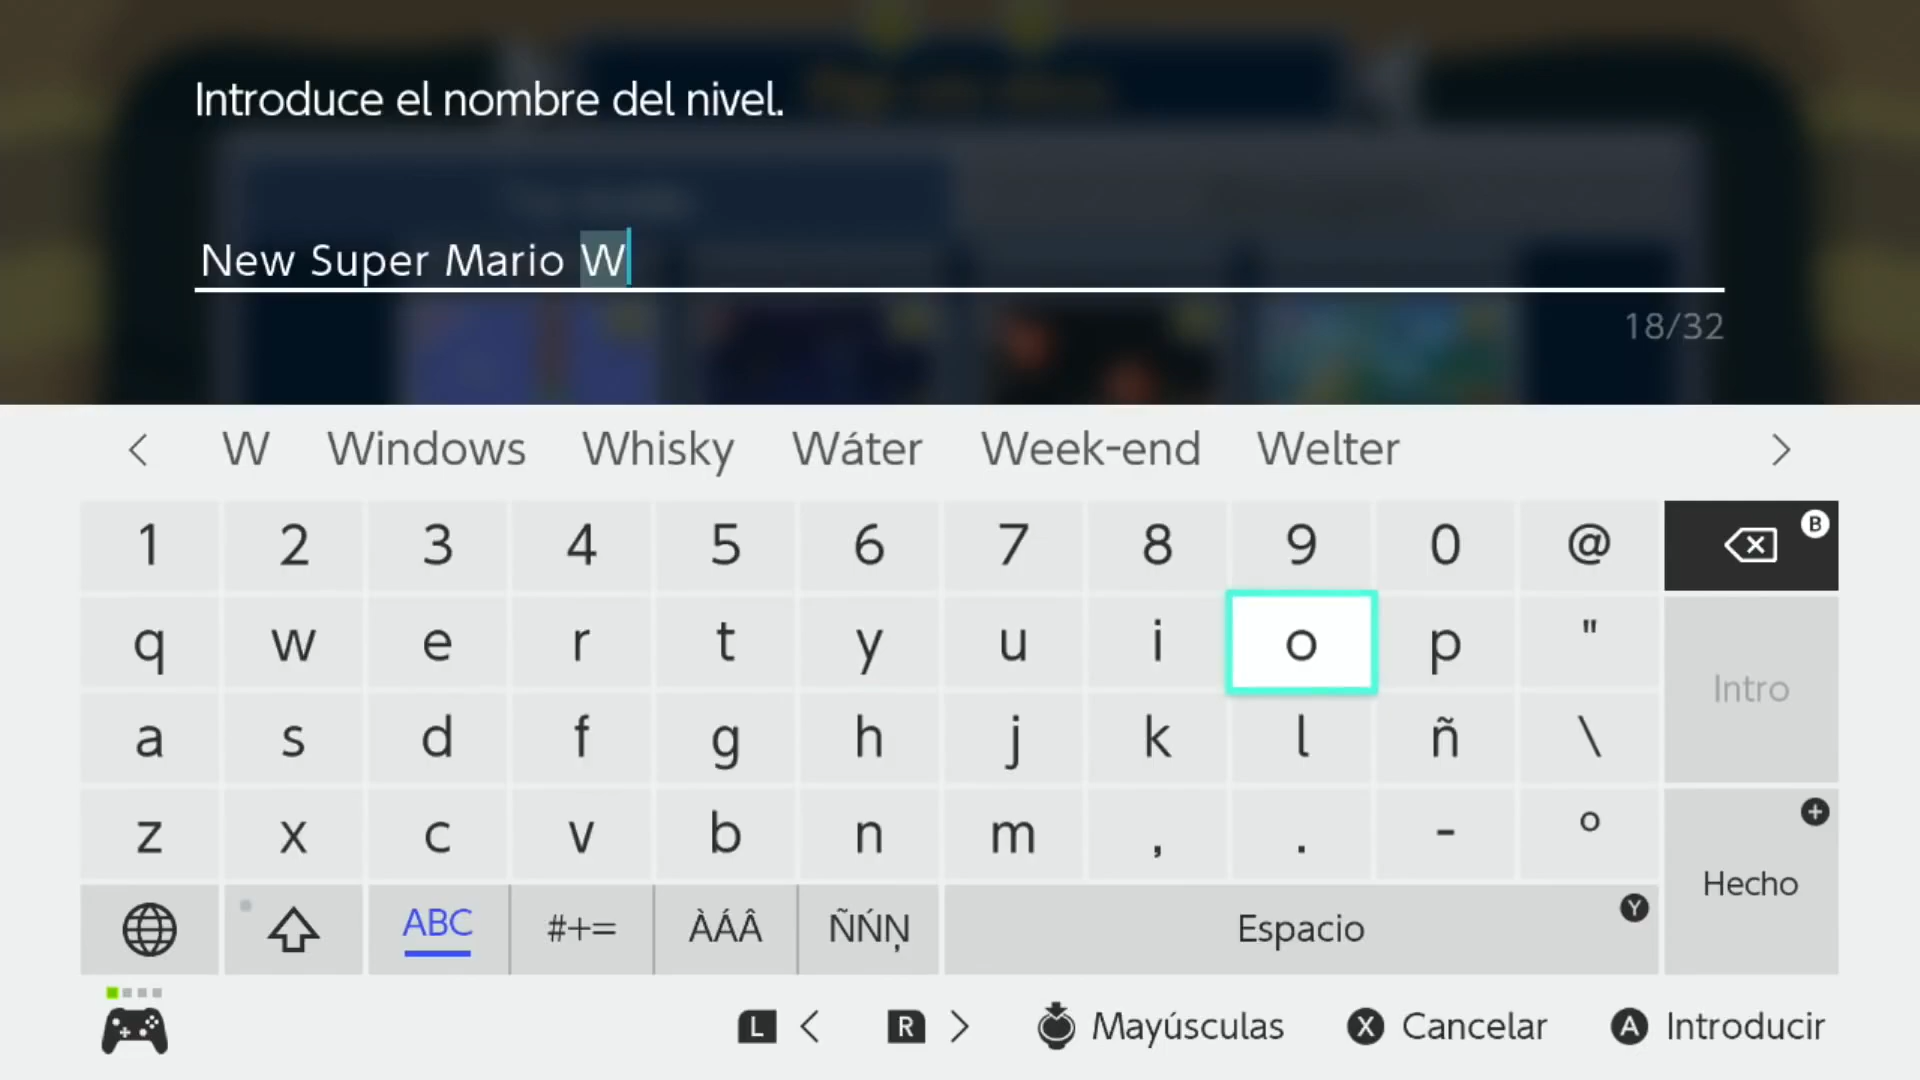 Introduce el nombre del nivel.
New Super Mario W
18/32
W Windows Whisky Wáter Week-end Welter
1 2 3 4 5 6 7 8 9 0 @ B
q w e r t y u i o p " Intro
a s d f g h j k l ñ \
z x c v b n m , . - º + Hecho
ABC #+= ÀÁÂ ÑŃŅ Espacio Y
L < R > Mayúsculas X Cancelar A Introducir